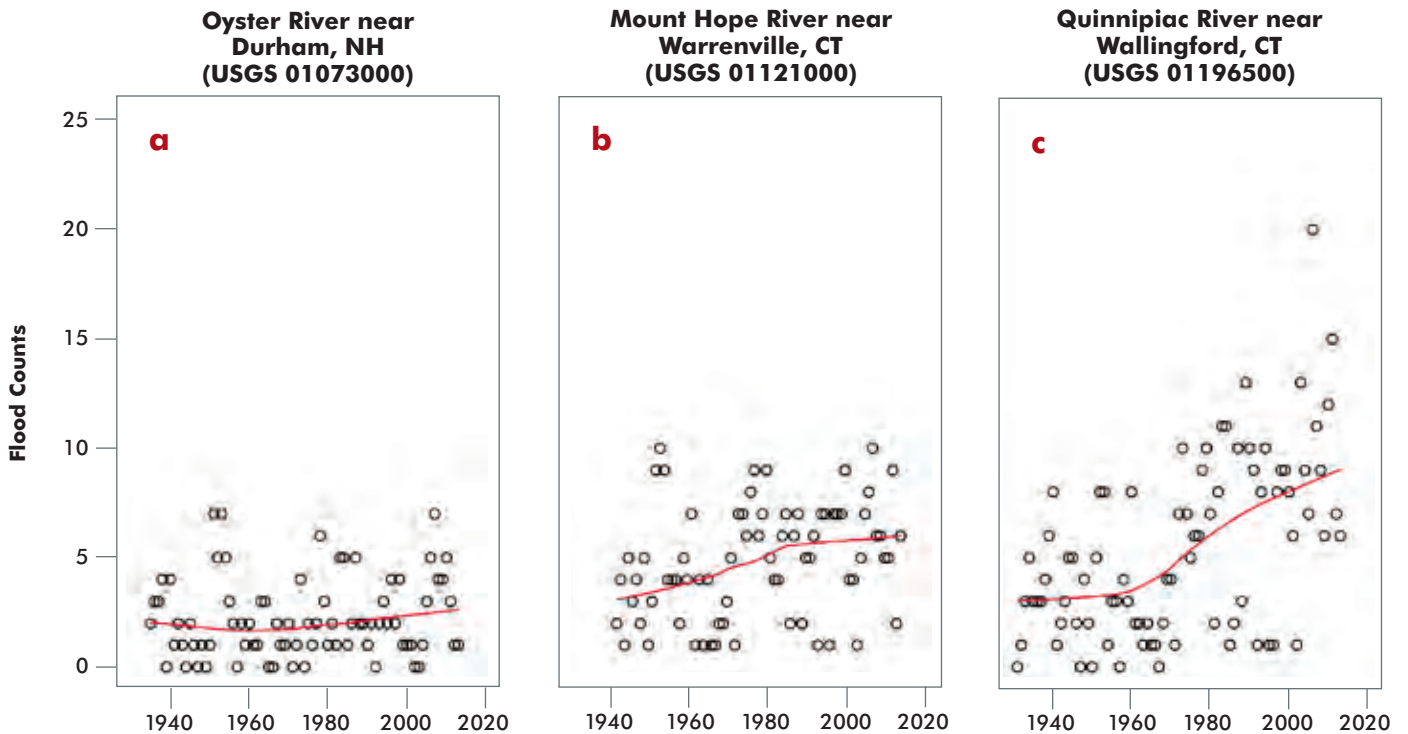 Oyster River near
Durham, NH
(USGS 01073000)
Mount Hope River near
Warrenville, CT
(USGS 01121000)
Quinnipiac River near
Wallingford, CT
(USGS 01196500)
a
b
c
Flood Counts
25
20
15
10
5
0
1940 1960 1980 2000 2020
1940 1960 1980 2000 2020
1940 1960 1980 2000 2020